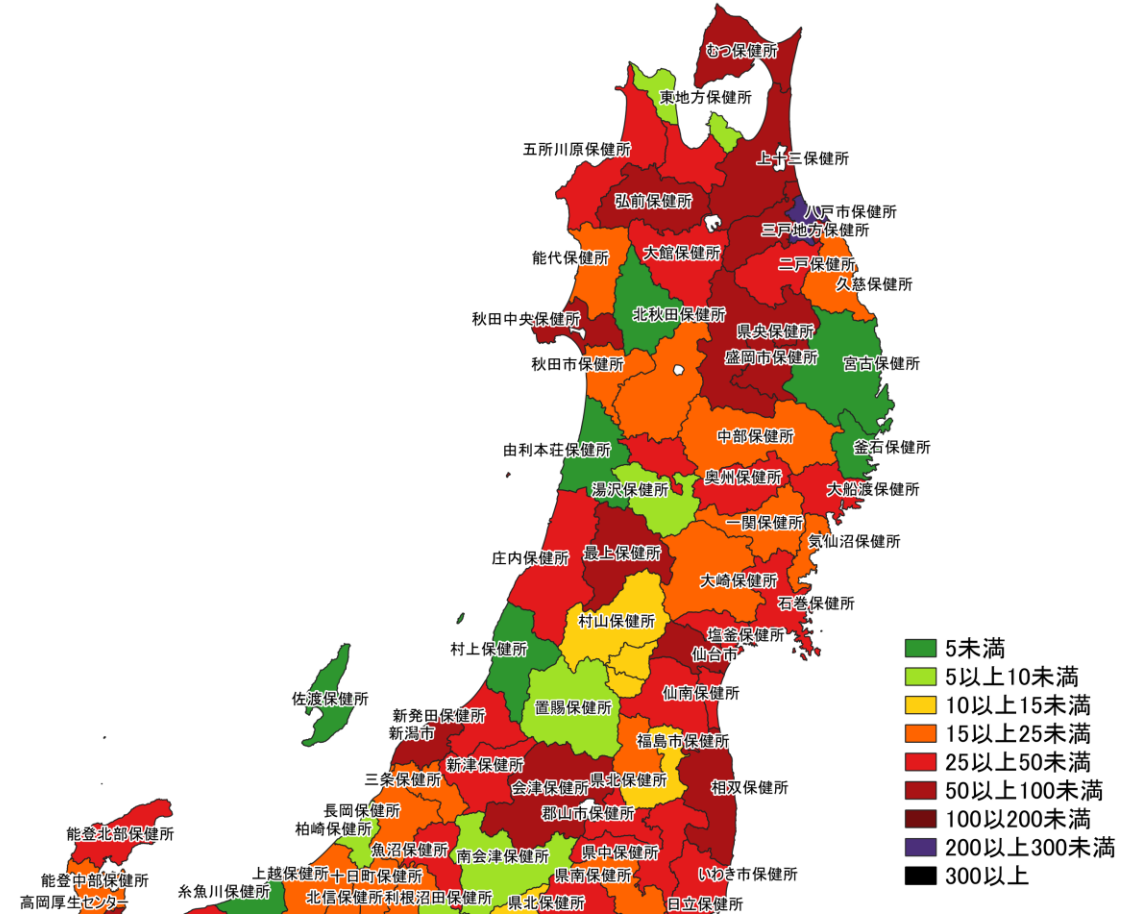 むつ保健所
東地方保健所
五所川原保健所
上十三保健所
弘前保健所
八戸市保健所
三戸地方保健所
大館保健所
能代保健所
二戸保健所
久慈保健所
北秋田保健所
秋田中央保健所
県央保健所
盛岡市保健所
秋田市保健所
宮古保健所
中部保健所
釜石保健所
由利本荘保健所
奥州保健所
湯沢保健所
大船渡保健所
一関保健所
気仙沼保健所
最上保健所
庄内保健所
大崎保健所
石巻保健所
村山保健所
塩釜保健所
仙台市
村上保健所
仙南保健所
佐渡保健所
置賜保健所
新発田保健所
新潟市
福島市保健所
新津保健所
三条保健所
会津保健所
県北保健所
相双保健所
長岡保健所
郡山市保健所
柏崎保健所
能登北部保健所
魚沼保健所
南会津保健所
県中保健所
上越保健所
十日町保健所
県南保健所
いわき市保健所
能登中部保健所
糸魚川保健所
北信保健所
利根沼田保健所
県北保健所
日立保健所
高岡厚生センター
5未満
5以上10未満
10以上15未満
15以上25未満
25以上50未満
50以上100未満
100以200未満
200以上300未満
300以上